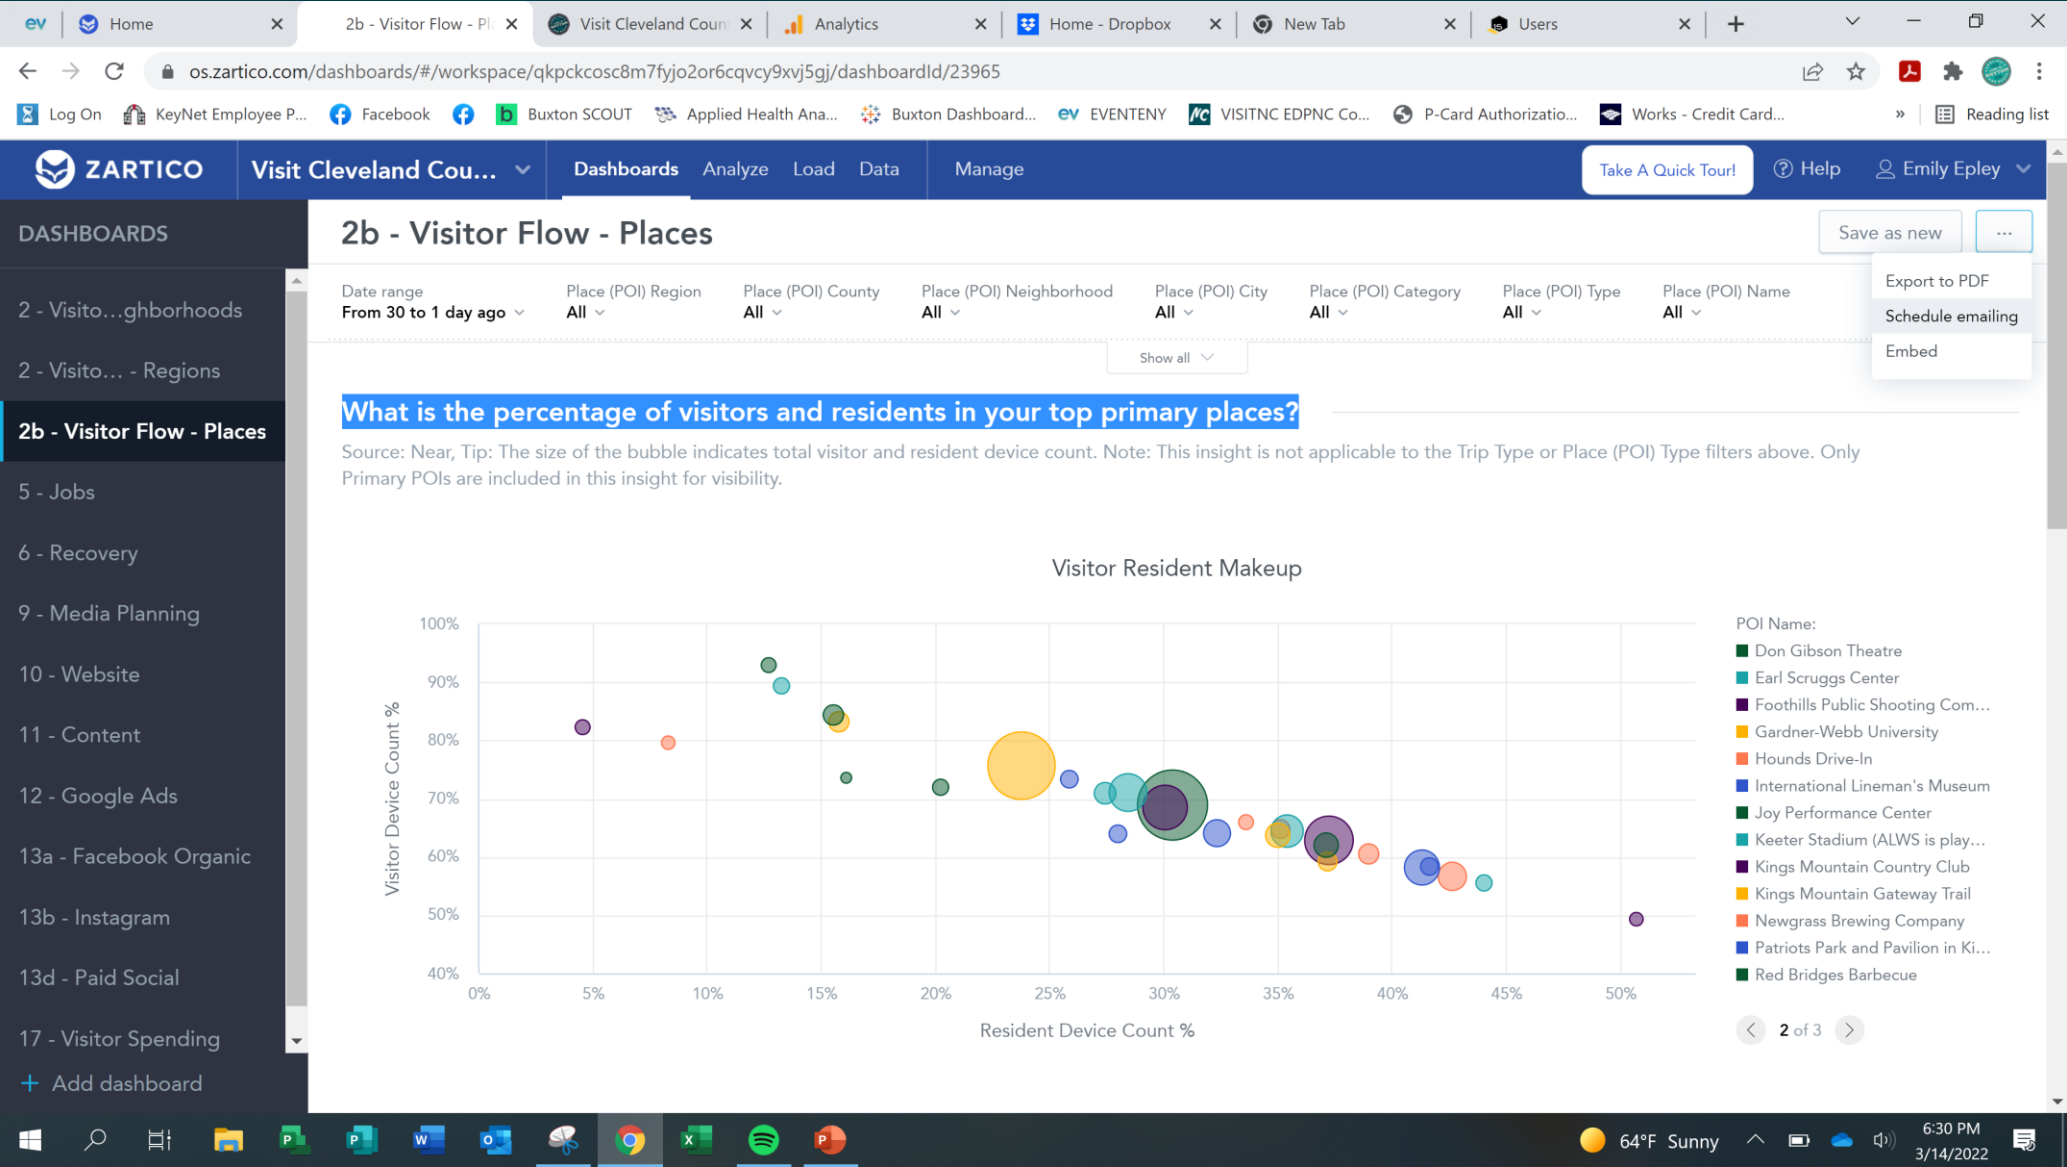 ev
Home
2b - Visitor Flow - Pl
Visit Cleveland Coun
Analytics
Home - Dropbox
New Tab
Users
os.zartico.com/dashboards/#/workspace/qkpckcosc8m7fyjo2or6cqvcy9xvj5gj/dashboardId/23965
Log On
KeyNet Employee P...
Facebook
Buxton SCOUT
Applied Health Ana...
Buxton Dashboard...
ev EVENTENY
VISITNC EDPNC Co...
P-Card Authorizatio...
Works - Credit Card...
»
Reading list
ZARTICO
Visit Cleveland Cou...
Dashboards
Analyze
Load
Data
Manage
Take A Quick Tour!
Help
Emily Epley
DASHBOARDS
2 - Visito...ghborhoods
2 - Visito... - Regions
2b - Visitor Flow - Places
5 - Jobs
6 - Recovery
9 - Media Planning
10 - Website
11 - Content
12 - Google Ads
13a - Facebook Organic
13b - Instagram
13d - Paid Social
17 - Visitor Spending
+ Add dashboard
2b - Visitor Flow - Places
Save as new
...
Export to PDF
Schedule emailing
Embed
Date range
From 30 to 1 day ago
Place (POI) Region
All
Place (POI) County
All
Place (POI) Neighborhood
All
Place (POI) City
All
Place (POI) Category
All
Place (POI) Type
All
Place (POI) Name
All
Show all
What is the percentage of visitors and residents in your top primary places?
Source: Near, Tip: The size of the bubble indicates total visitor and resident device count. Note: This insight is not applicable to the Trip Type or Place (POI) Type filters above. Only
Primary POIs are included in this insight for visibility.
Visitor Resident Makeup
Visitor Device Count %
100%
90%
80%
70%
60%
50%
40%
0%
5%
10%
15%
20%
25%
30%
35%
40%
45%
50%
Resident Device Count %
POI Name:
Don Gibson Theatre
Earl Scruggs Center
Foothills Public Shooting Com...
Gardner-Webb University
Hounds Drive-In
International Lineman's Museum
Joy Performance Center
Keeter Stadium (ALWS is play...
Kings Mountain Country Club
Kings Mountain Gateway Trail
Newgrass Brewing Company
Patriots Park and Pavilion in Ki...
Red Bridges Barbecue
2 of 3
64°F Sunny
6:30 PM
3/14/2022